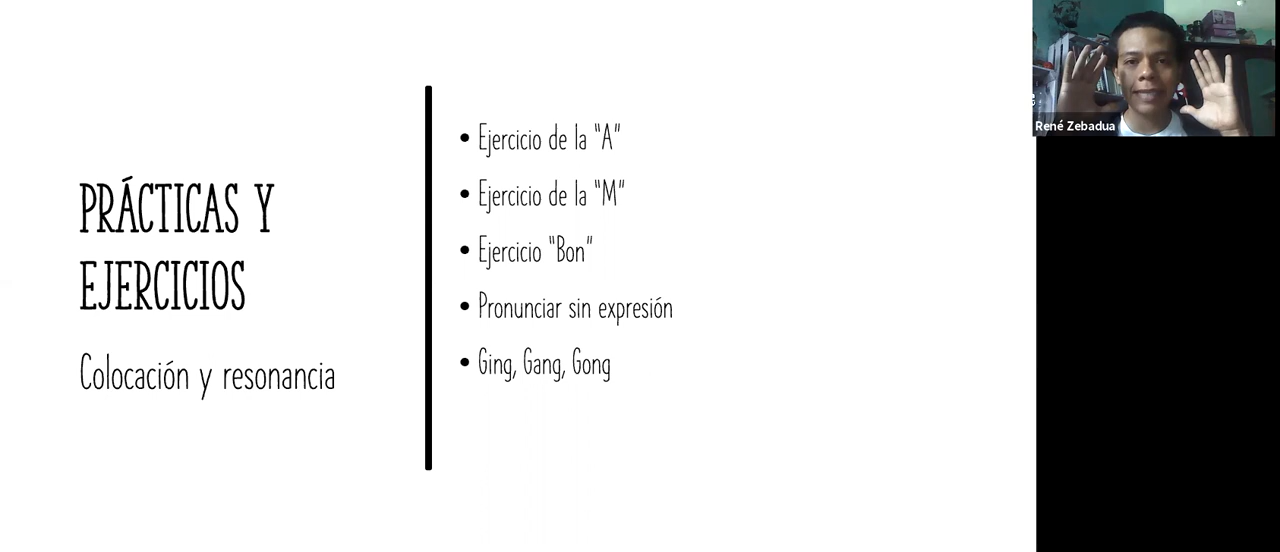 PRÁCTICAS Y
EJERCICIOS
Colocación y resonancia
• Ejercicio de la “A”
• Ejercicio de la “M”
• Ejercicio “Bon”
• Pronunciar sin expresión
• Ging, Gang, Gong
René Zebadua